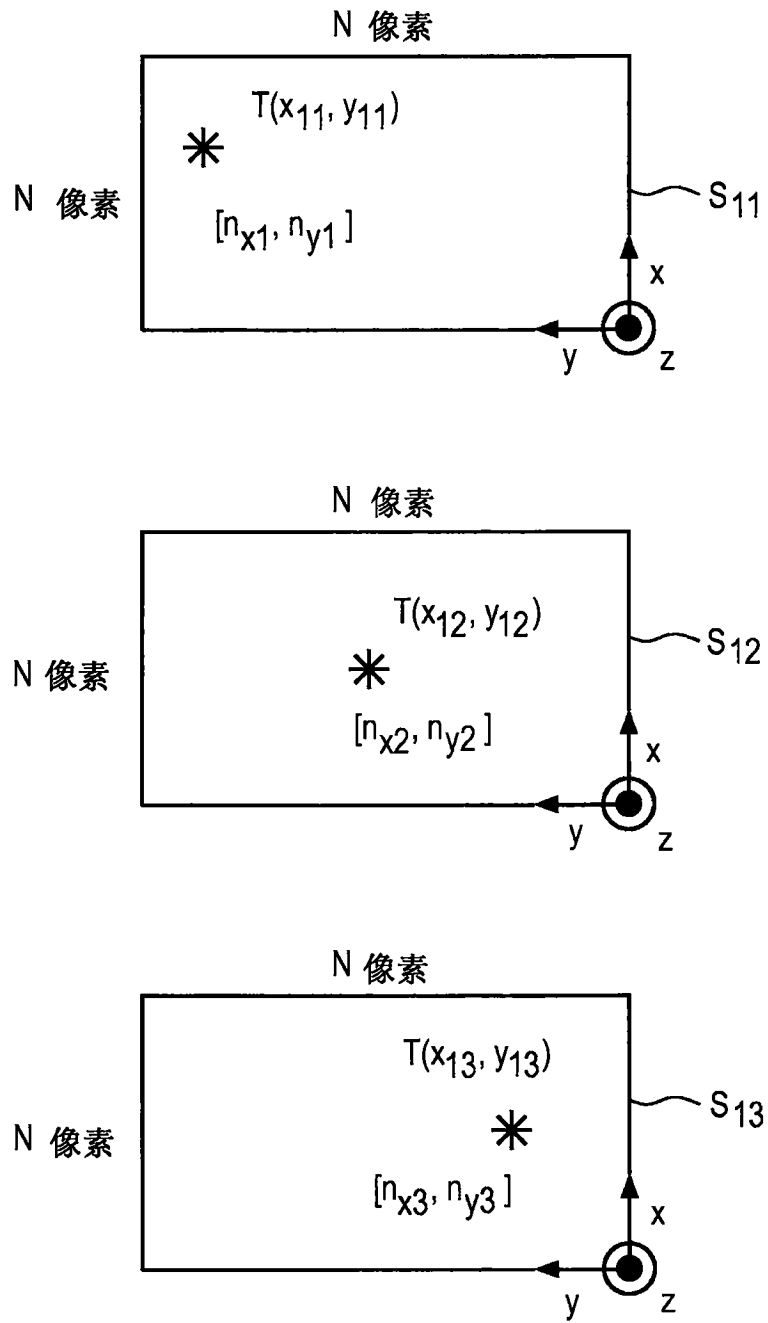 N 像素
T(x11, y11)
N 像素
S11
[nx1, ny1]
x
y
z
N 像素
T(x12, y12)
N 像素
S12
[nx2, ny2]
x
y
z
N 像素
T(x13, y13)
N 像素
S13
[nx3, ny3]
x
y
z